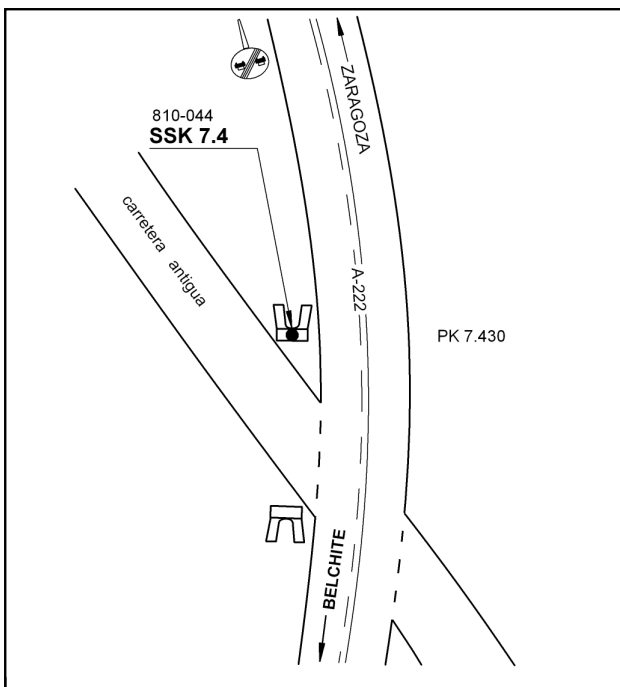 ZARAGOZA
810-044
SSK 7.4
carretera antigua
A-222
PK 7.430
BELCHITE